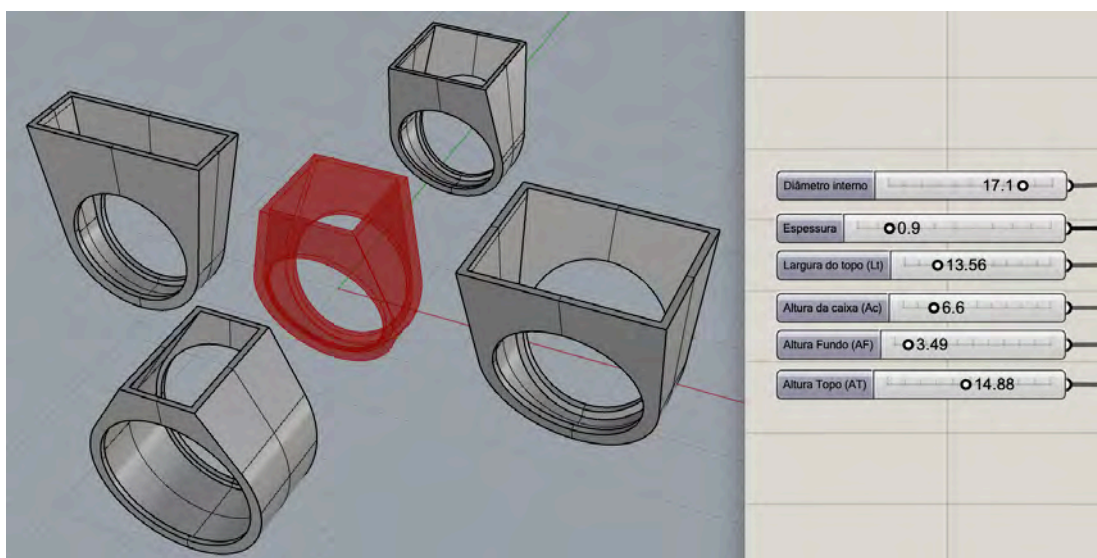 Diâmetro interno 17.1
Espessura 0.9
Largura do topo (Lt) 13.56
Altura da caixa (Ac) 6.6
Altura Fundo (AF) 3.49
Altura Topo (AT) 14.88